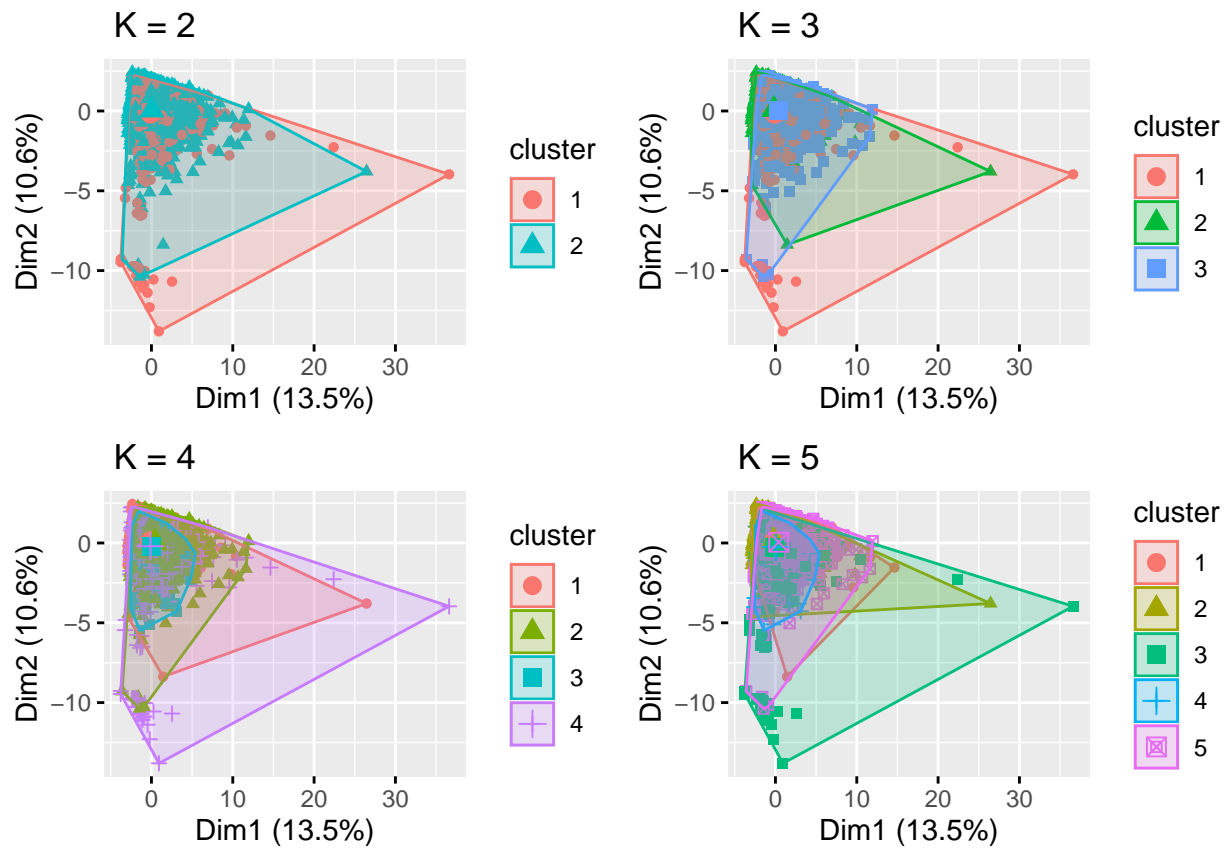 K = 2
0
−5
−10
0
10
20
30
Dim1 (13.5%)
Dim2 (10.6%)
cluster
1
2
K = 3
0
−5
−10
0
10
20
30
Dim1 (13.5%)
Dim2 (10.6%)
cluster
1
2
3
K = 4
0
−5
−10
0
10
20
30
Dim1 (13.5%)
Dim2 (10.6%)
cluster
1
2
3
4
K = 5
0
−5
−10
0
10
20
30
Dim1 (13.5%)
Dim2 (10.6%)
cluster
1
2
3
4
5